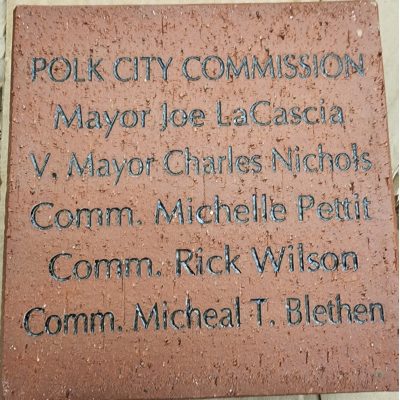 POLK CITY COMMISSION
Mayor Joe LaCascia
V. Mayor Charles Nichols
Comm. Michelle Pettit
Comm. Rick Wilson
Comm. Micheal T. Blethen